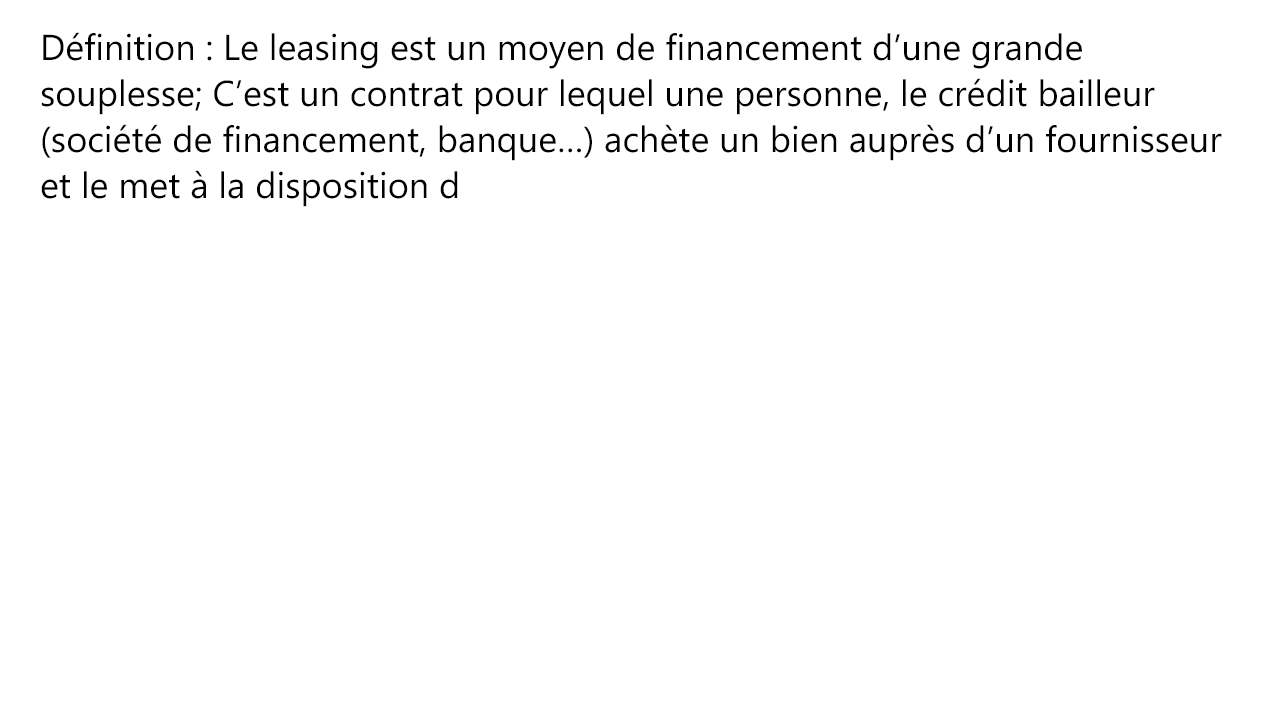 Définition : Le leasing est un moyen de financement d’une grande
souplesse; C’est un contrat pour lequel une personne, le crédit bailleur
(société de financement, banque…) achète un bien auprès d’un fournisseur
et le met à la disposition d